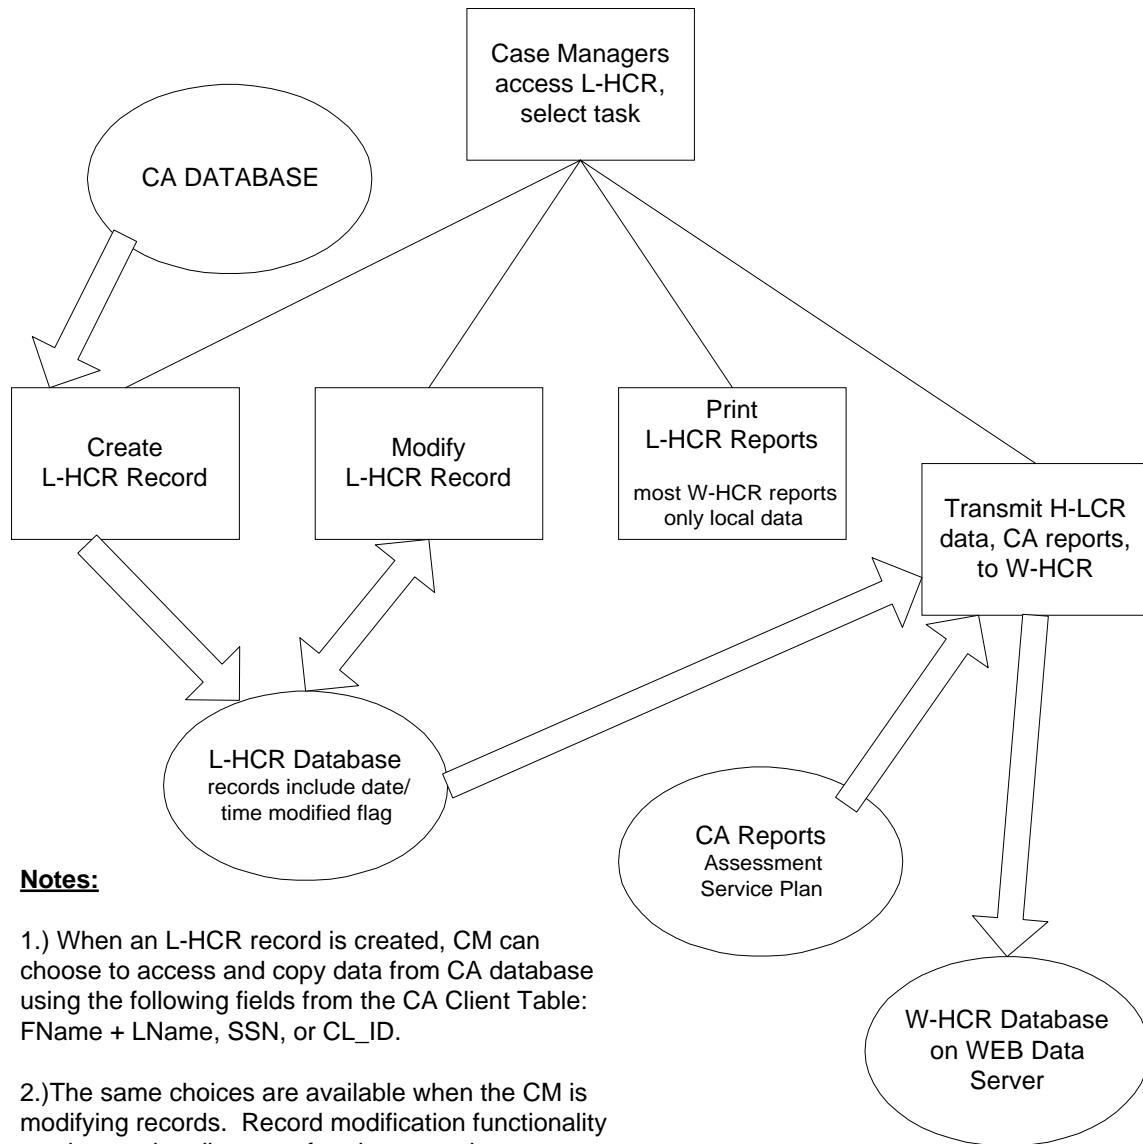 Case Managers
access L-HCR,
select task
CA DATABASE
Create
L-HCR Record
Modify
L-HCR Record
Print
L-HCR Reports
most W-HCR reports
only local data
Transmit H-LCR
data, CA reports,
to W-HCR
L-HCR Database
records include date/
time modified flag
CA Reports
Assessment
Service Plan
W-HCR Database
on WEB Data
Server
Notes:
1.) When an L-HCR record is created, CM can
choose to access and copy data from CA database
using the following fields from the CA Client Table:
FName + LName, SSN, or CL_ID.
2.)The same choices are available when the CM is
modifying records. Record modification functionality